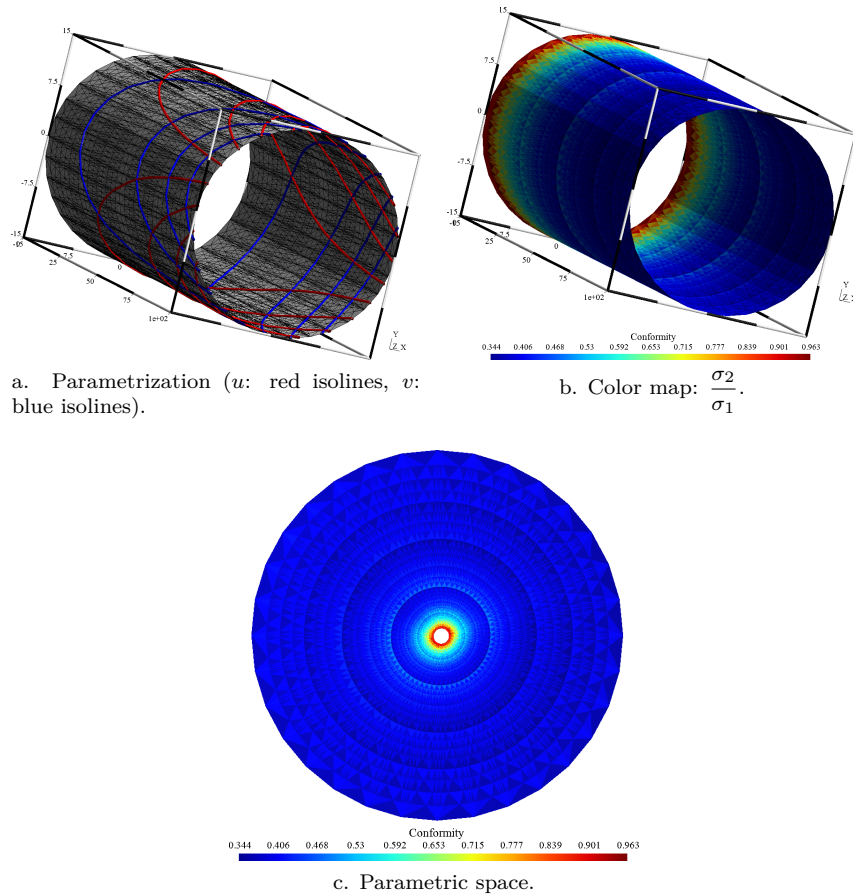 15
7.5
0
-7.5
-15
25
-7.5
0
50
75
1e+02
Y
Z X
a. Parametrization (u: red isolines, v:
blue isolines).
15
7.5
0
-7.5
-15
25
-7.5
0
50
75
1e+02
Y
Z X
Conformity
0.344 0.406 0.468 0.53 0.592 0.653 0.715 0.777 0.839 0.901 0.963
b. Color map: σ2/σ1.
Conformity
0.344 0.406 0.468 0.53 0.592 0.653 0.715 0.777 0.839 0.901 0.963
c. Parametric space.